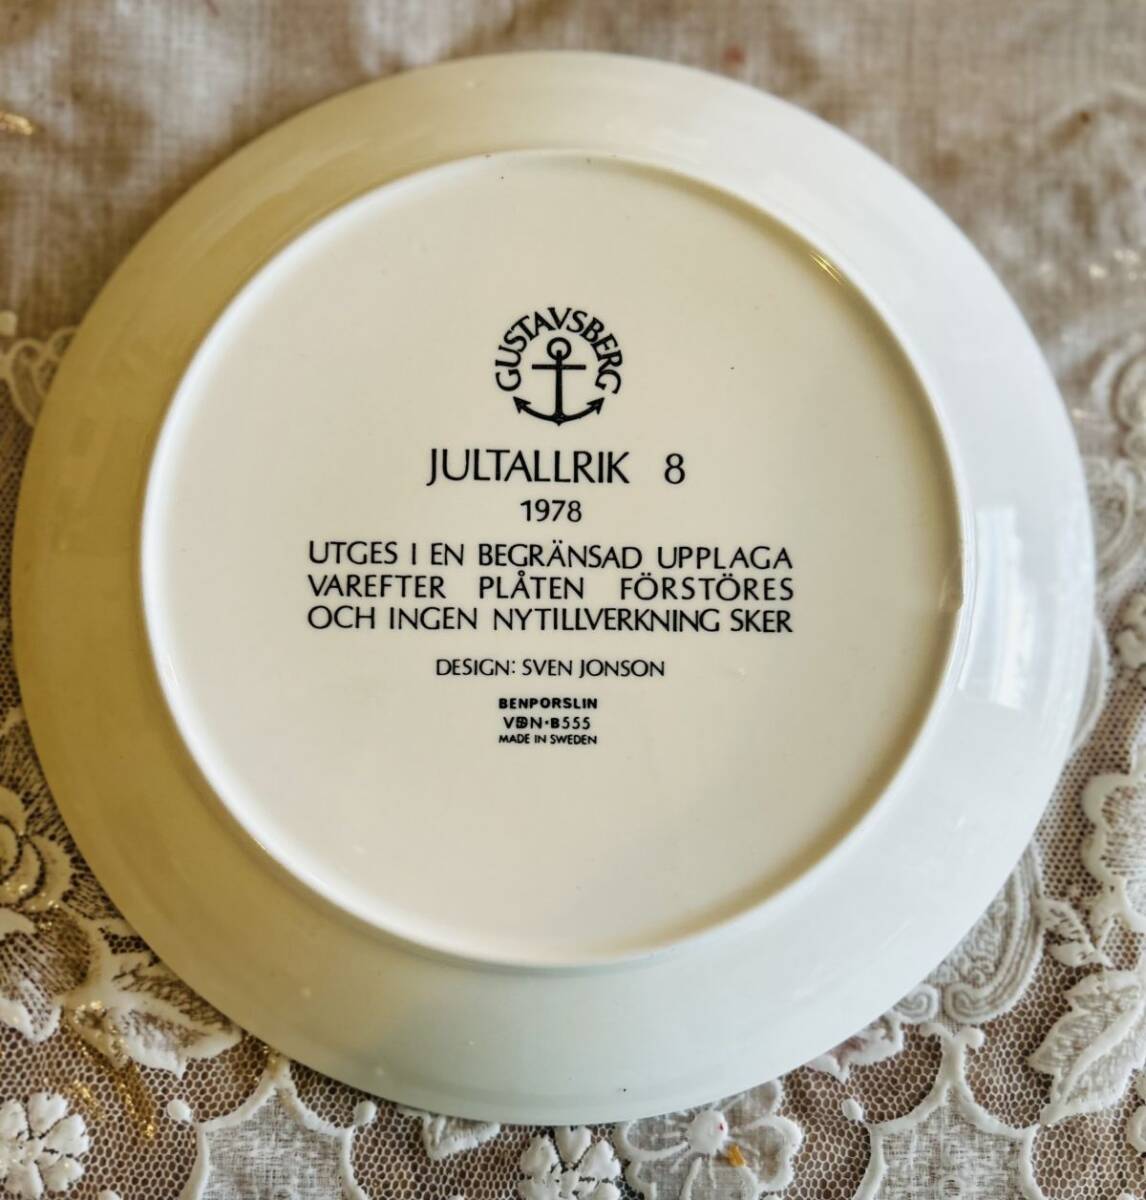 GUSTAVSBERG
JULTALLRIK 8
1978
UTGES I EN BEGRÄNSAD UPPLAGA
VAREFTER PLÅTEN FÖRSTÖRES
OCH INGEN NYTILLVERKNING SKER
DESIGN: SVEN JONSON
BENPORSLIN
VDN·B555
MADE IN SWEDEN